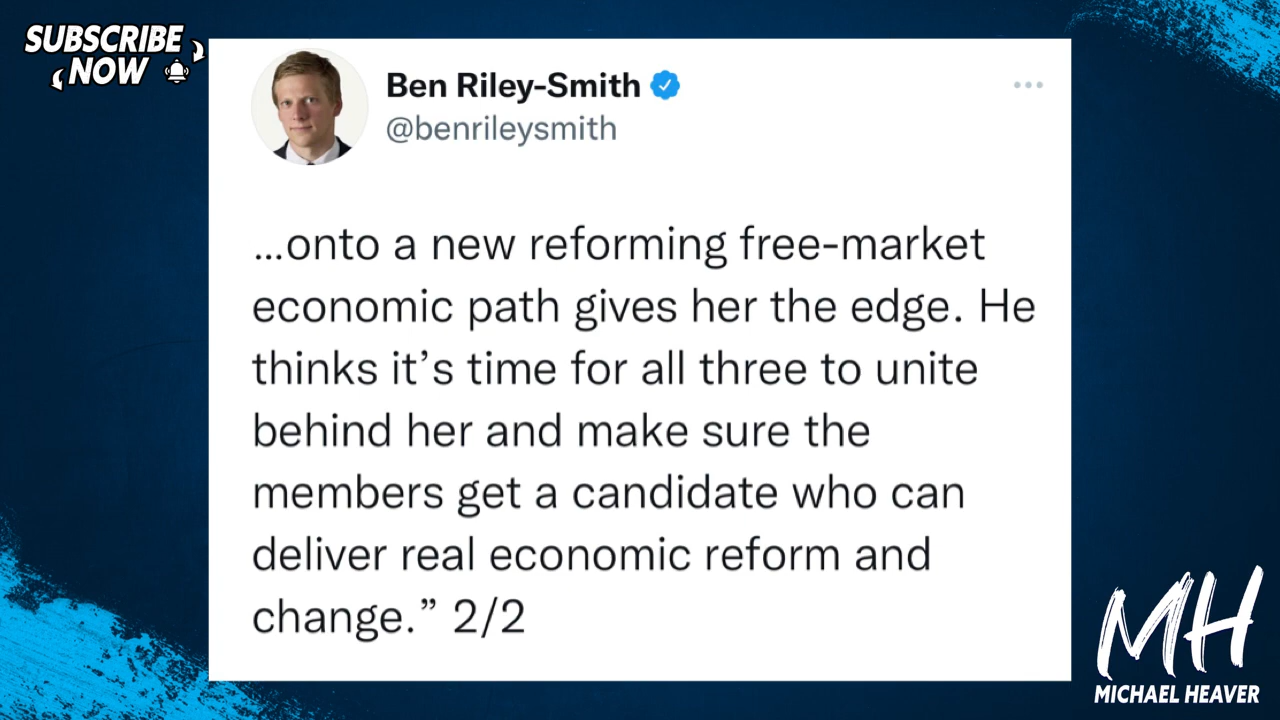 SUBSCRIBE
NOW
Ben Riley-Smith
@benrileysmith
...onto a new reforming free-market
economic path gives her the edge. He
thinks it’s time for all three to unite
behind her and make sure the
members get a candidate who can
deliver real economic reform and
change.” 2/2
MH
MICHAEL HEAVER